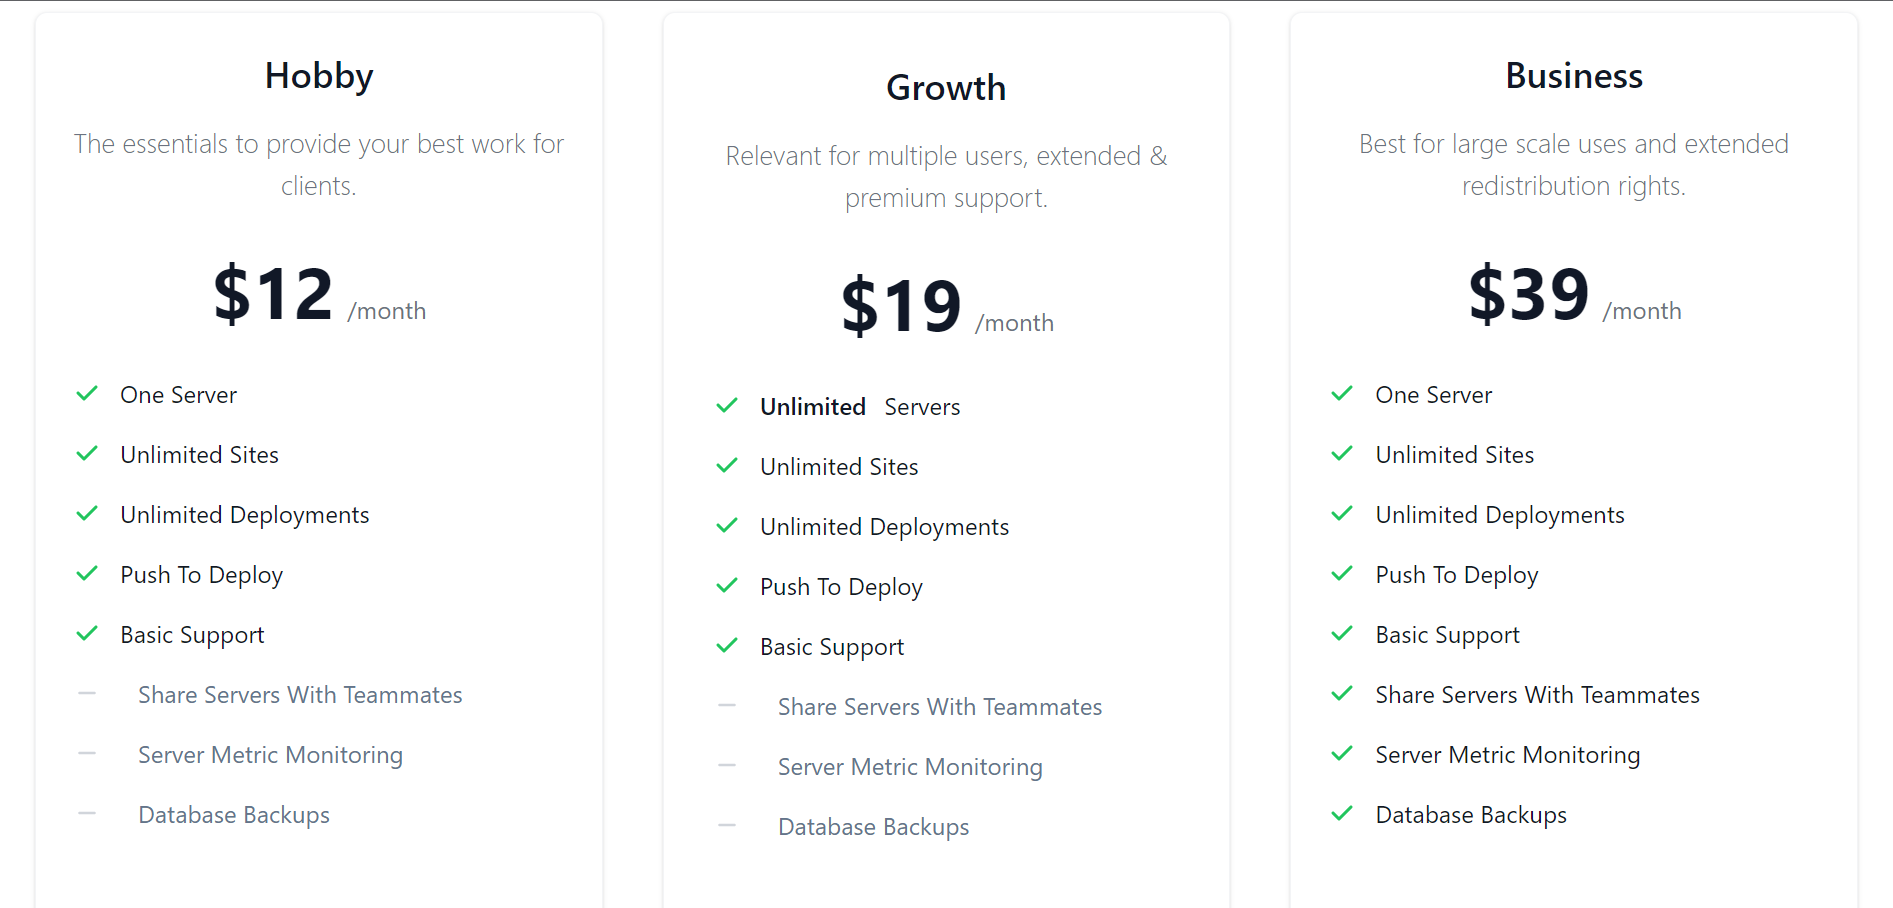 Hobby
The essentials to provide your best work for
clients.
$12 /month
One Server
Unlimited Sites
Unlimited Deployments
Push To Deploy
Basic Support
Share Servers With Teammates
Server Metric Monitoring
Database Backups
Growth
Relevant for multiple users, extended &
premium support.
$19 /month
Unlimited Servers
Unlimited Sites
Unlimited Deployments
Push To Deploy
Basic Support
Share Servers With Teammates
Server Metric Monitoring
Database Backups
Business
Best for large scale uses and extended
redistribution rights.
$39 /month
One Server
Unlimited Sites
Unlimited Deployments
Push To Deploy
Basic Support
Share Servers With Teammates
Server Metric Monitoring
Database Backups